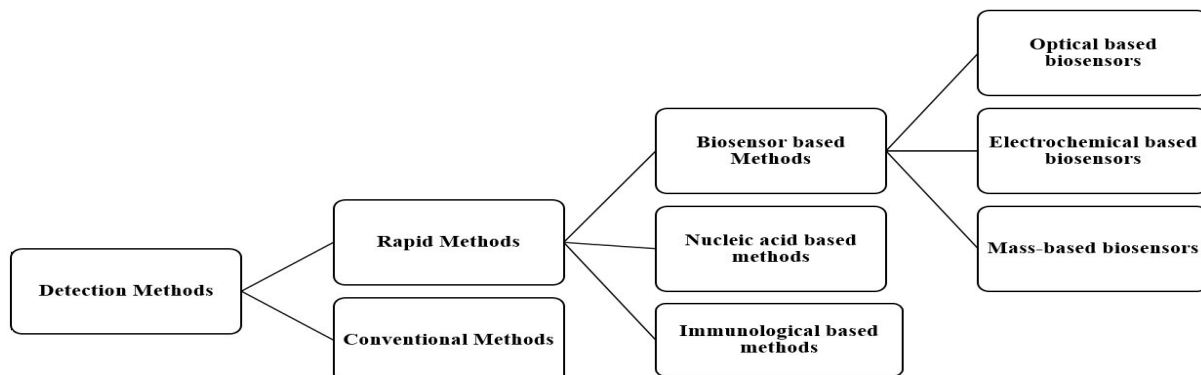 Detection Methods
Rapid Methods
Conventional Methods
Biosensor based
Methods
Nucleic acid based
methods
Immunological based
methods
Optical based
biosensors
Electrochemical based
biosensors
Mass-based biosensors